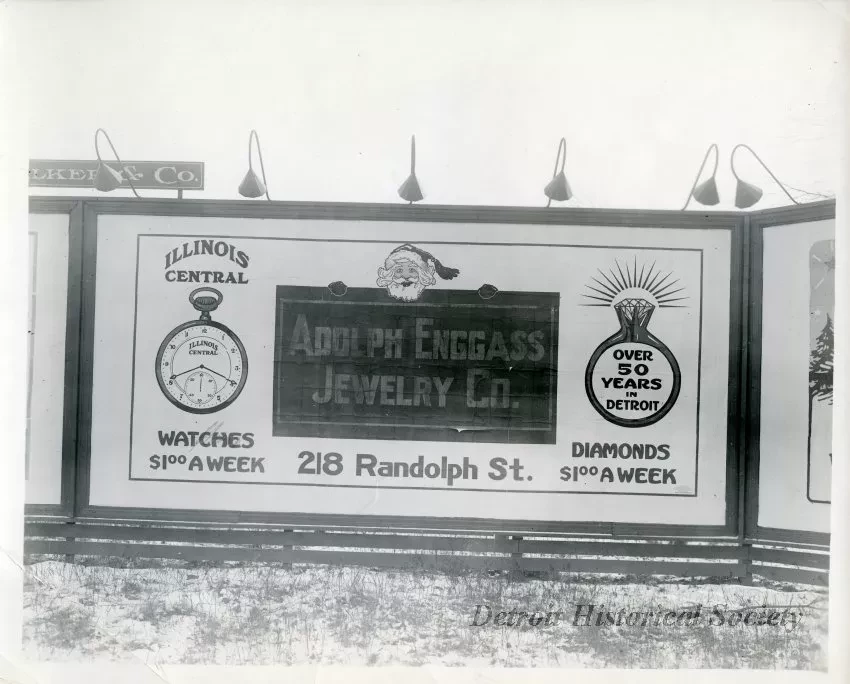 & Co.
ILLINOIS
CENTRAL
ILLINOIS
CENTRAL
WATCHES
$1.00 A WEEK
ADOLPH ENGGASS
JEWELRY CO.
218 Randolph St.
OVER
50
YEARS
IN
DETROIT
DIAMONDS
$1.00 A WEEK
Detroit Historical Society